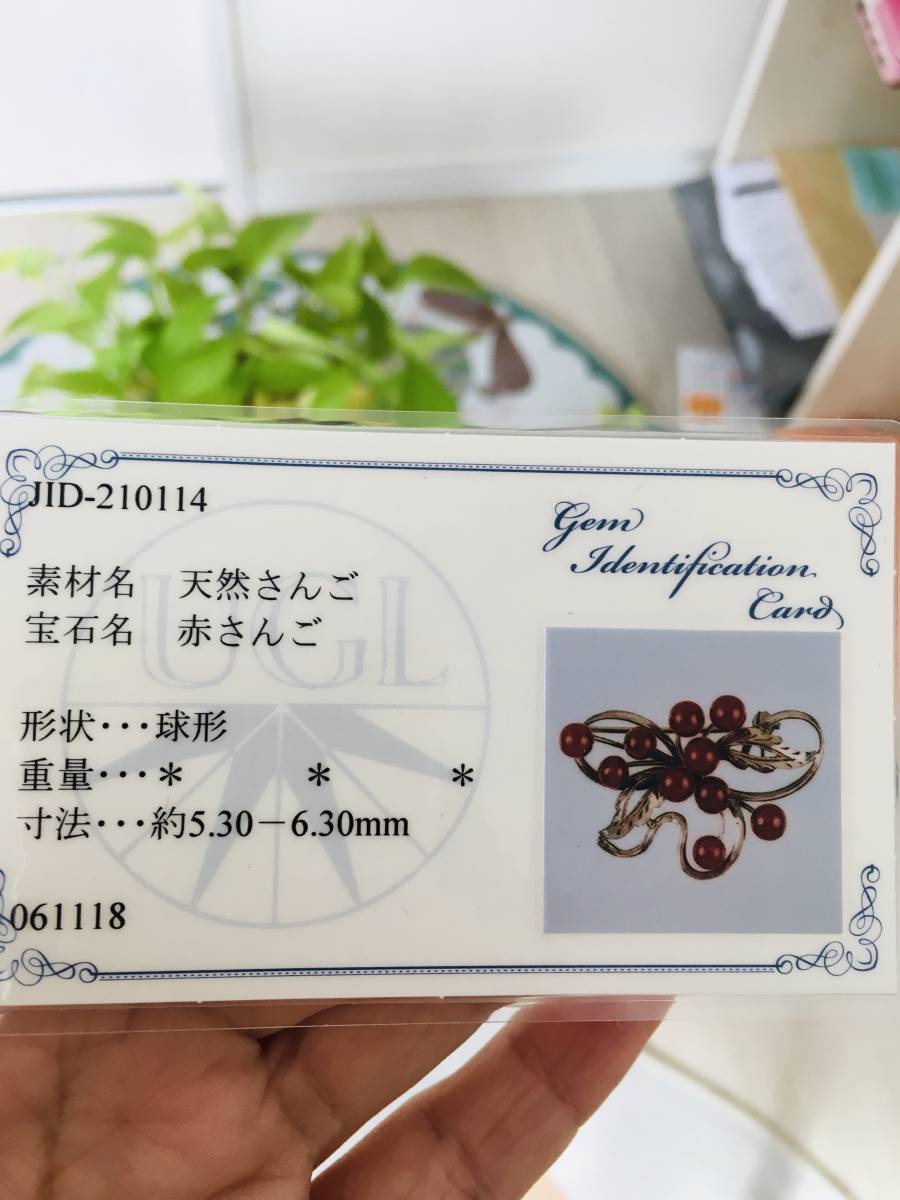 JID-210114
Gem
Identification
Card
素材名 天然さんご
宝石名 赤さんご
UGL
形状･･･球形
重量･･･＊ ＊ ＊
寸法･･･約5.30－6.30mm
061118